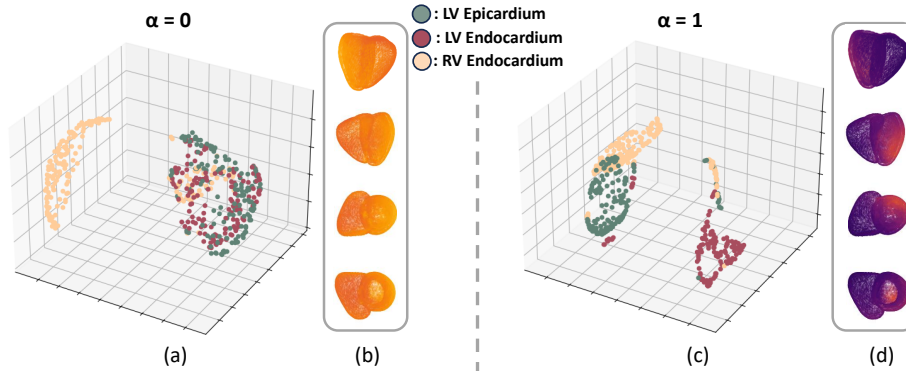 α = 0
: LV Epicardium
: LV Endocardium
: RV Endocardium
α = 1
(a)
(b)
(c)
(d)